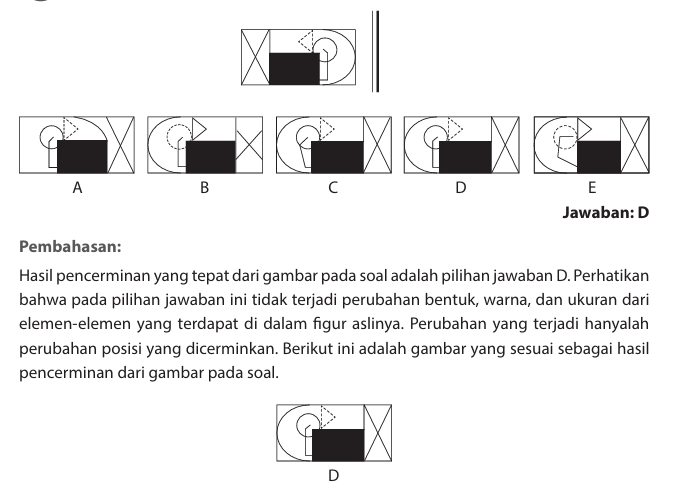 A B C D E
Jawaban: D
Pembahasan:
Hasil pencerminan yang tepat dari gambar pada soal adalah pilihan jawaban D. Perhatikan
bahwa pada pilihan jawaban ini tidak terjadi perubahan bentuk, warna, dan ukuran dari
elemen-elemen yang terdapat di dalam figur aslinya. Perubahan yang terjadi hanyalah
perubahan posisi yang dicerminkan. Berikut ini adalah gambar yang sesuai sebagai hasil
pencerminan dari gambar pada soal.
D